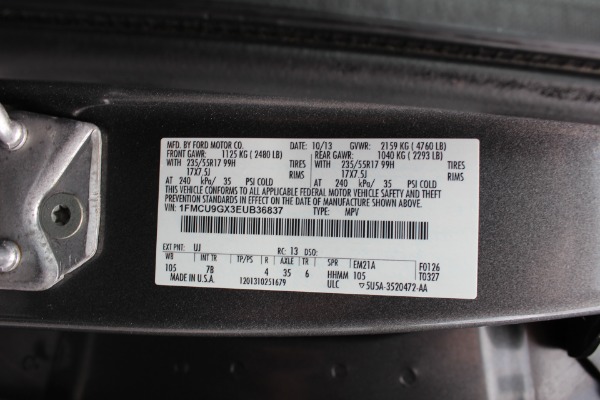 MFD. BY FORD MOTOR CO. DATE: 10/13 GVWR: 2159 KG (4760 LB)
FRONT GAWR: 1125 KG (2480 LB) REAR GAWR: 1040 KG (2293 LB)
WITH 235/55R17 99H TIRES WITH 235/55R17 99H TIRES
17X7.5J RIMS 17X7.5J RIMS
AT 240 kPa/ 35 PSI COLD AT 240 kPa/ 35 PSI COLD
THIS VEHICLE CONFORMS TO ALL APPLICABLE FEDERAL MOTOR VEHICLE SAFETY AND THEFT
PREVENTION STANDARDS IN EFFECT ON THE DATE OF MANUFACTURE SHOWN ABOVE.
VIN: 1FMCU9GX3EUB36837 TYPE: MPV
EXT PNT: UJ RC: 13 DSO:
WB INT TR TP/PS R AXLE TR SPR EM21A F0126
105 7B 4 35 6 HHMM 105 T0327
MADE IN U.S.A. 1201310251679 ULC 5U5A-3520472-AA